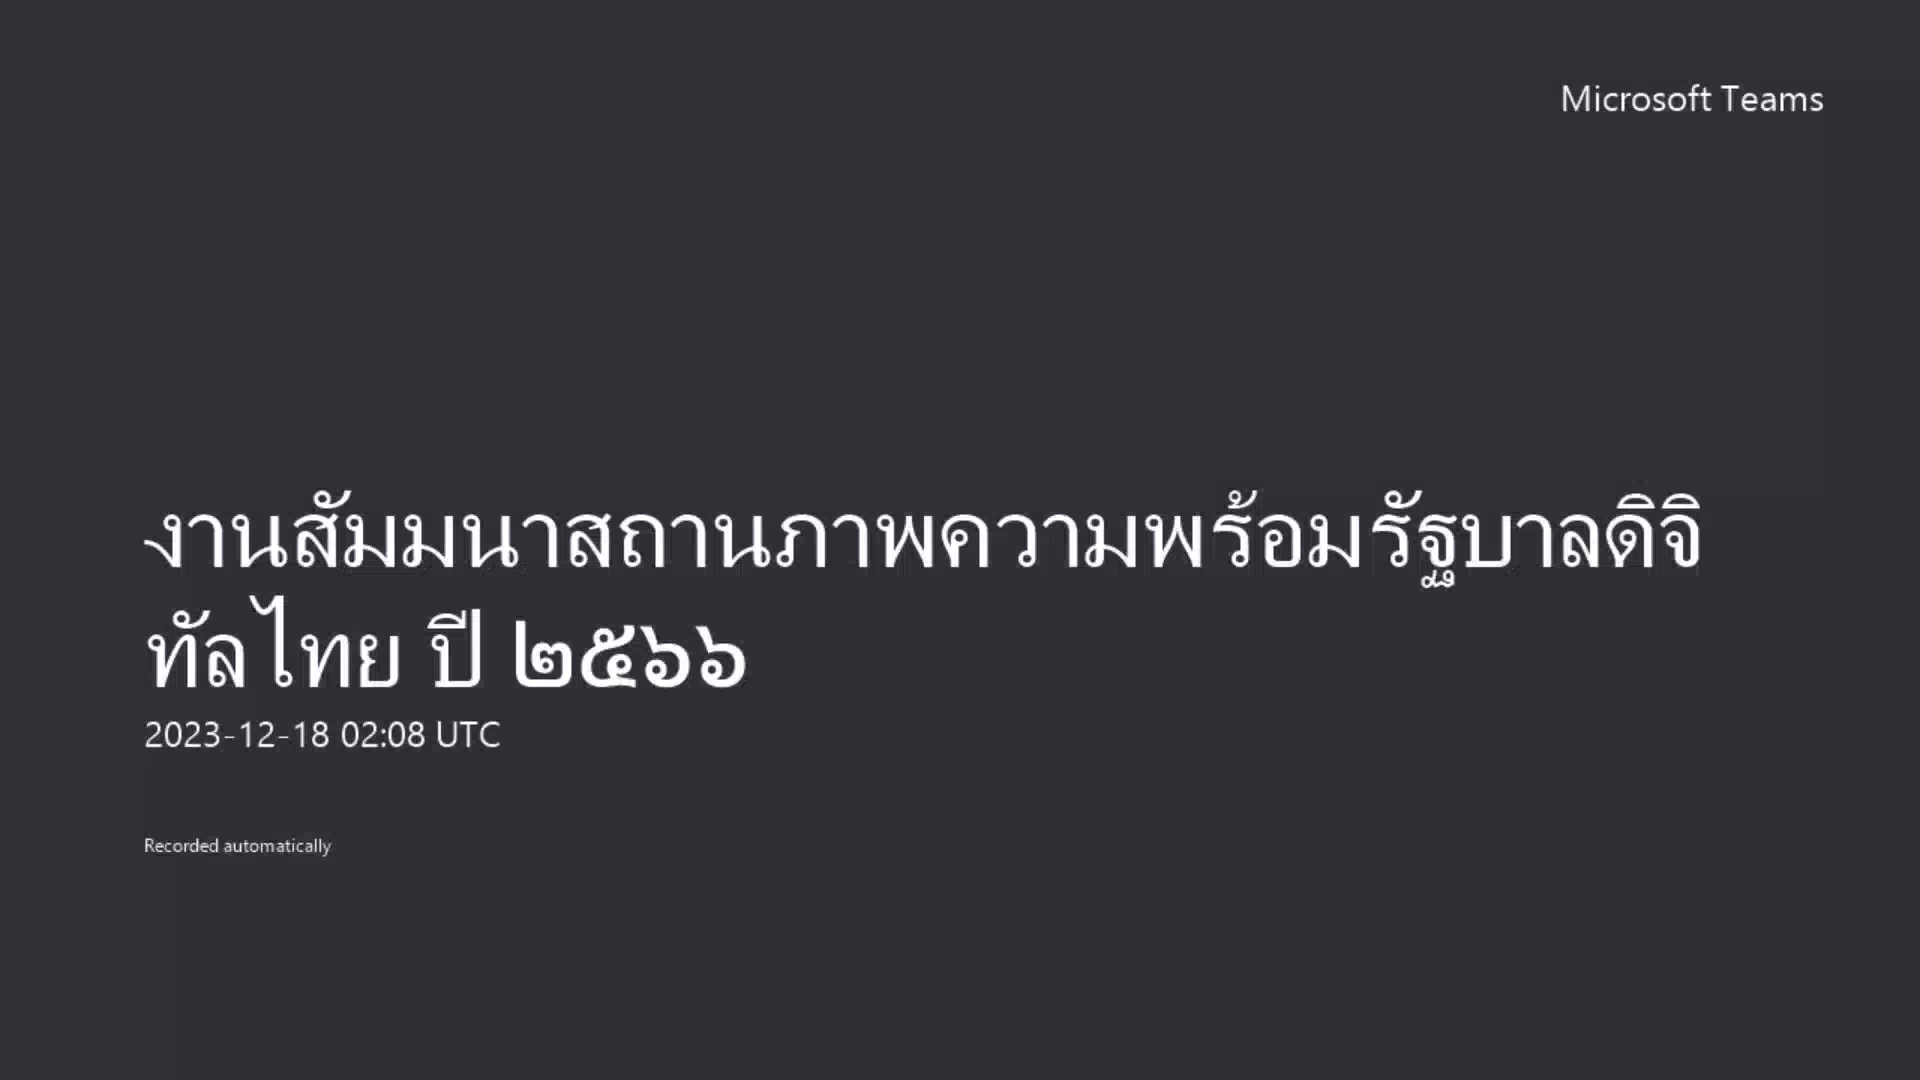 Microsoft Teams
งานสัมมนาสถานภาพความพร้อมรัฐบาลดิจิ
ทัลไทย ปี ๒๕๖๖
2023-12-18 02:08 UTC
Recorded automatically